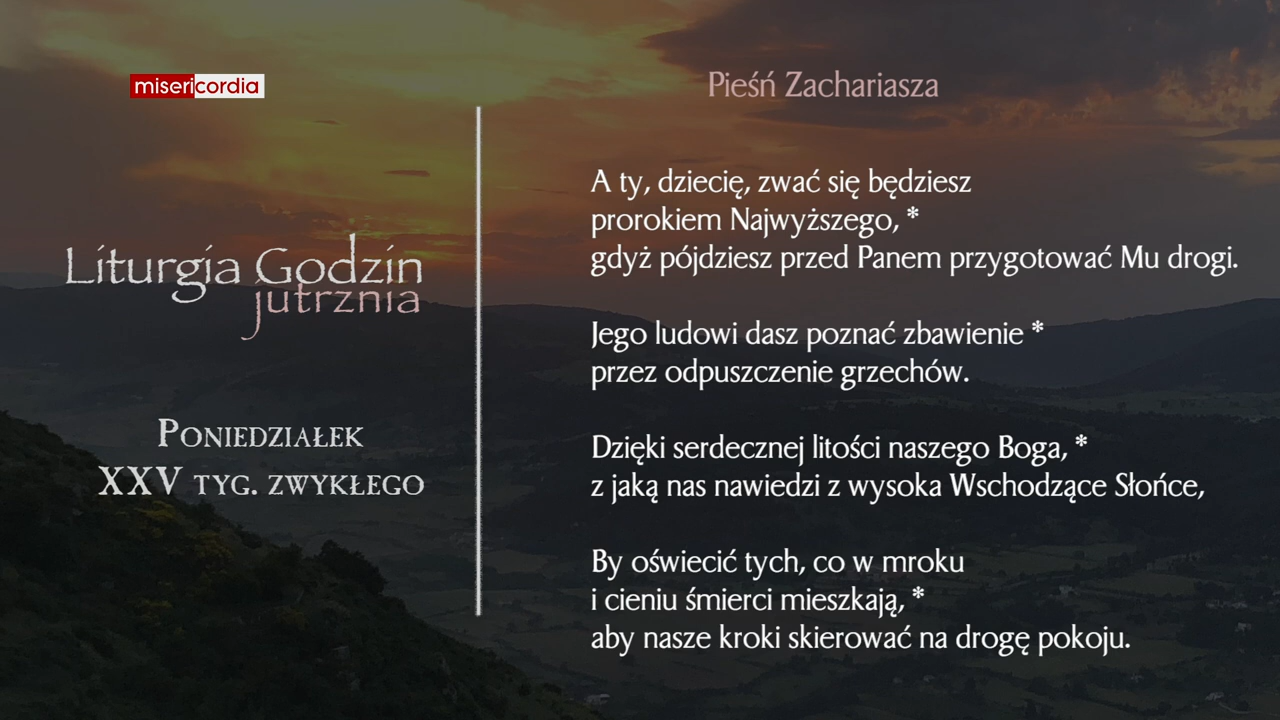 misericordia
Pieśń Zachariasza
Liturgia Godzin
jutrznia
Poniedziałek
XXV tyg. zwykłego
A ty, dziecię, zwać się będziesz
prorokiem Najwyższego, *
gdyż pójdziesz przed Panem przygotować Mu drogi.
Jego ludowi dasz poznać zbawienie *
przez odpuszczenie grzechów.
Dzięki serdecznej litości naszego Boga, *
z jaką nas nawiedzi z wysoka Wschodzące Słońce,
By oświecić tych, co w mroku
i cieniu śmierci mieszkają, *
aby nasze kroki skierować na drogę pokoju.